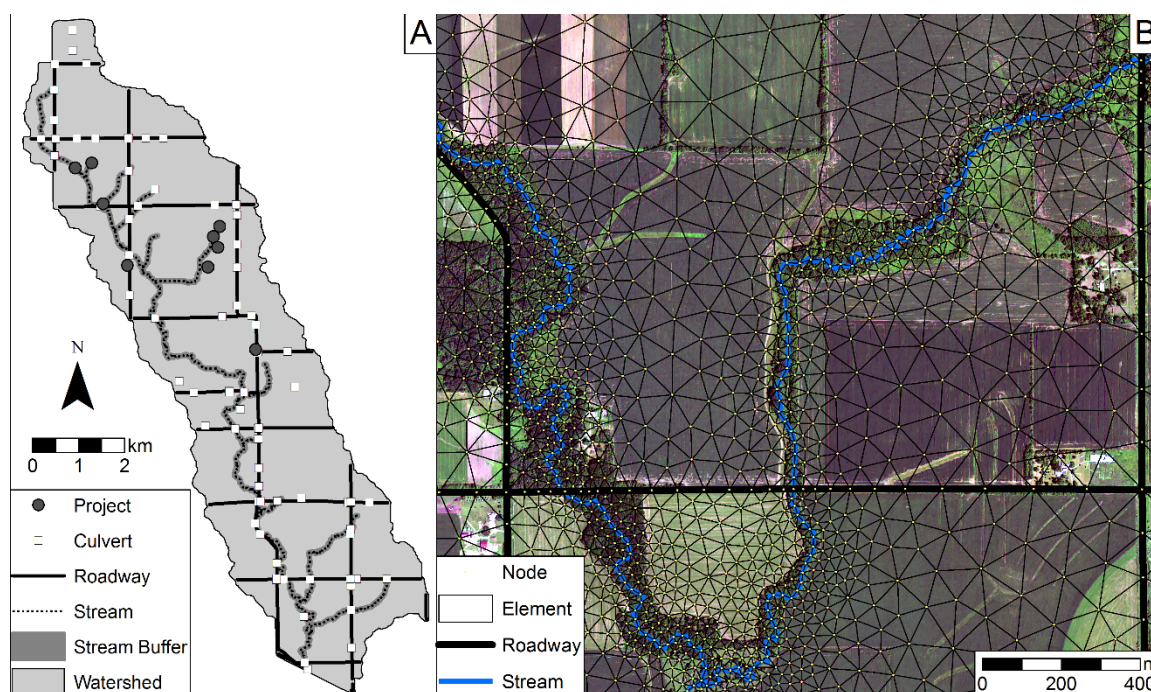 A
B
N
km
0 1 2
Project
Culvert
Roadway
Stream
Stream Buffer
Watershed
Node
Element
Roadway
Stream
m
0 200 400